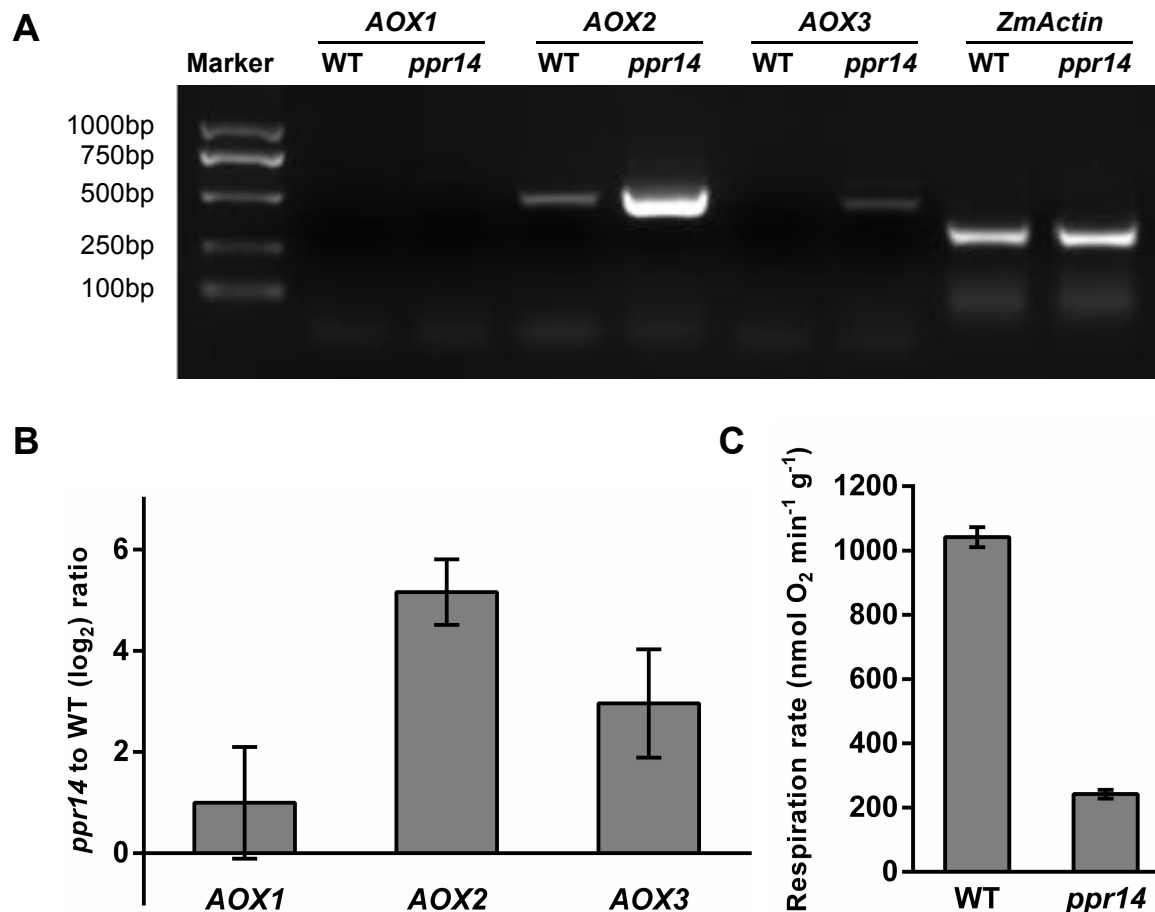 A
AOX1 AOX2 AOX3 ZmActin
Marker WT ppr14 WT ppr14 WT ppr14 WT ppr14
1000bp
750bp
500bp
250bp
100bp
B
ppr14 to WT (log₂) ratio
6
4
2
0
AOX1 AOX2 AOX3
C
Respiration rate (nmol O₂ min⁻¹ g⁻¹)
1200
1000
800
600
400
200
0
WT ppr14